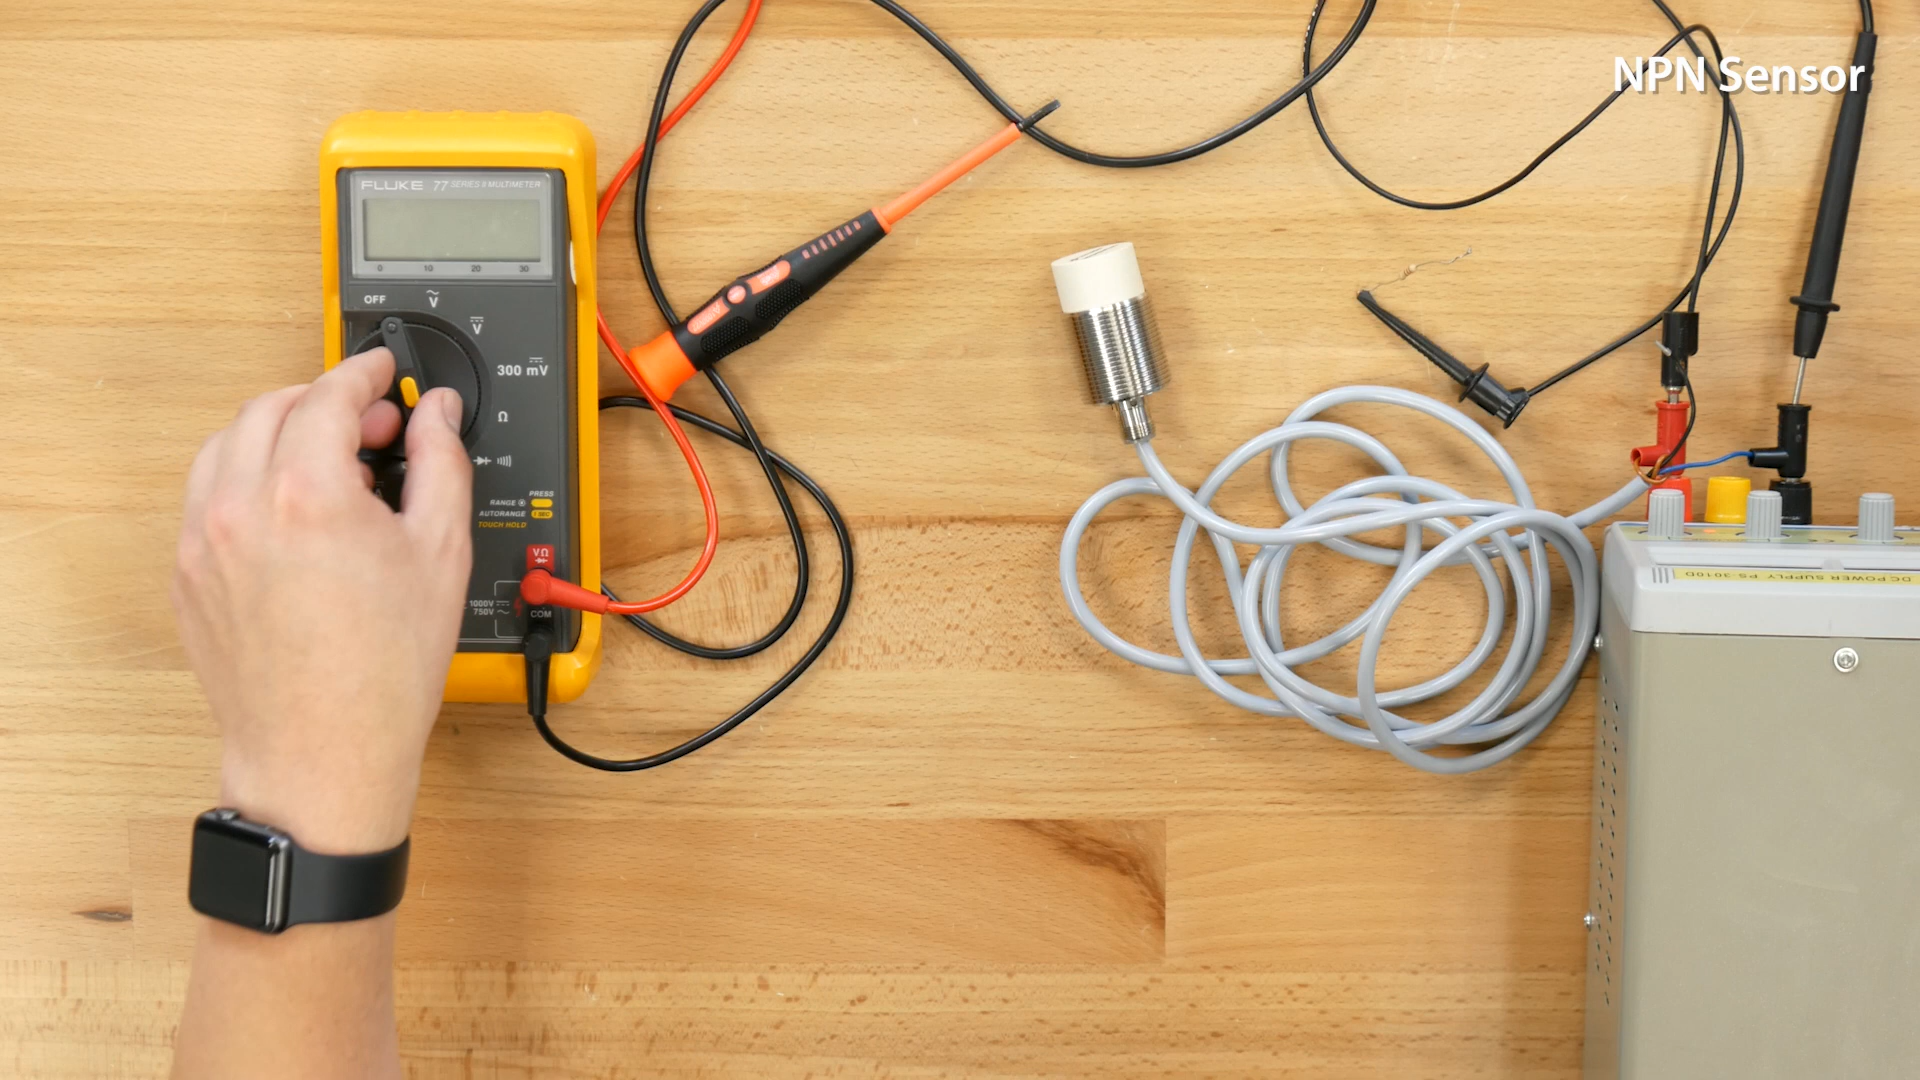 NPN Sensor
FLUKE 77 SERIES II MULTIMETER
0 10 20 30
OFF
V
V
300 mV
Ω
PRESS
RANGE
AUTORANGE
TOUCH HOLD
VΩ
1000V
750V
COM
A
DC POWER SUPPLY PS-3010D